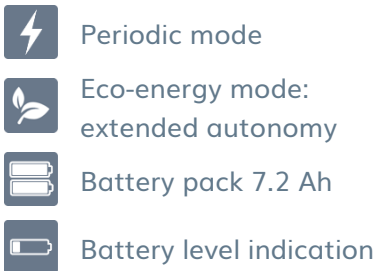 Periodic mode
Eco-energy mode:
extended autonomy
Battery pack 7.2 Ah
Battery level indication